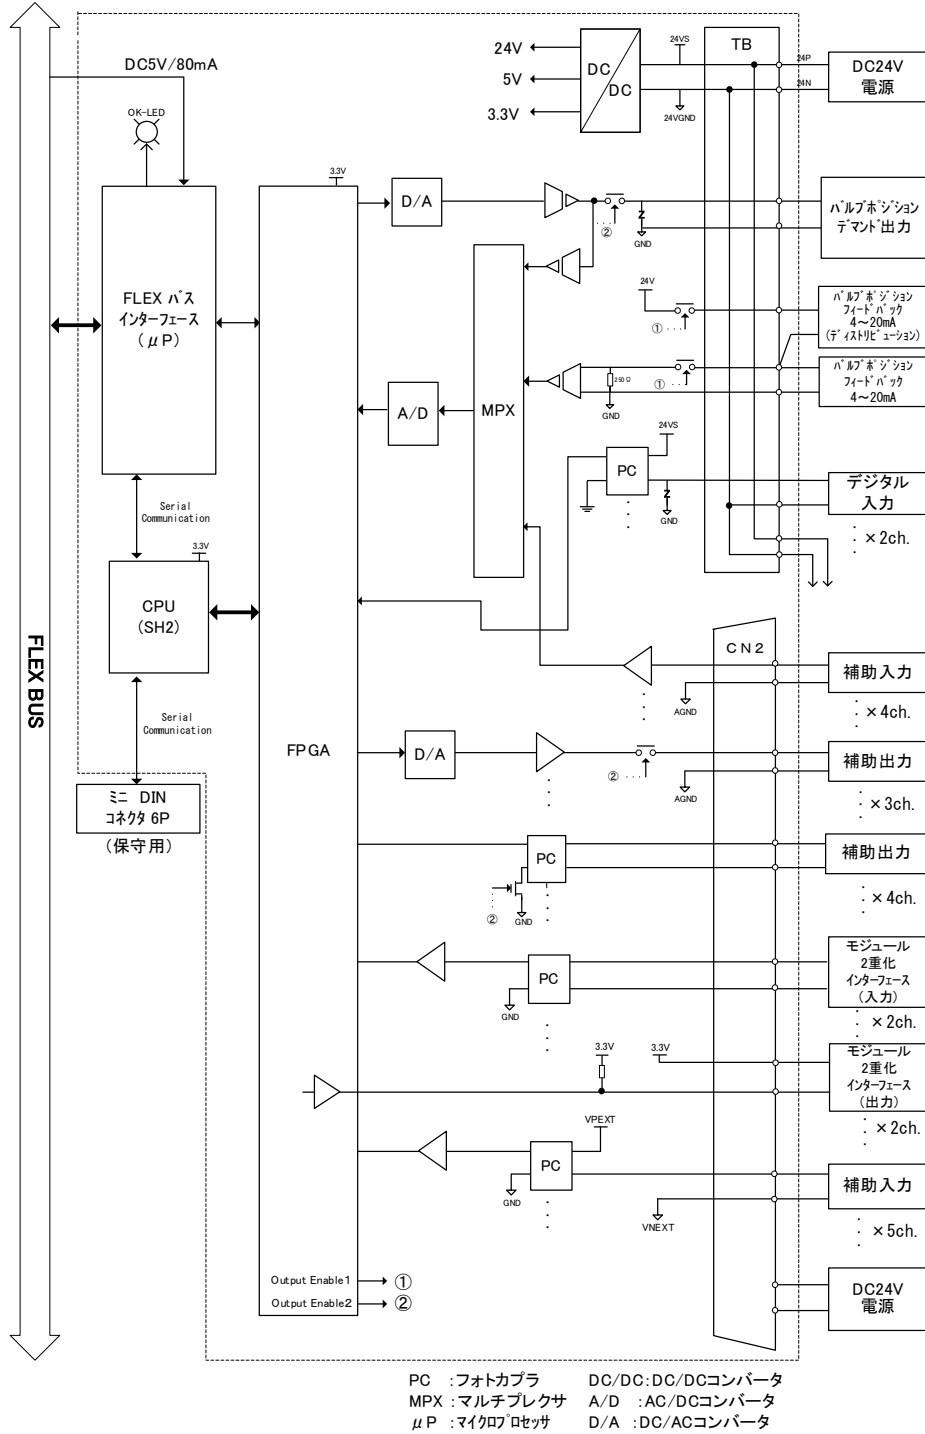 DC5V/80mA
OK-LED
24V
5V
3.3V
DC
DC
24VS
24VGND
TB
24P
24N
DC24V
電源
3.3V
D/A
②
GND
バルブポジション
デマンド出力
FLEX バス
インターフェース
(μP)
24V
①
バルブポジション
フィードバック
4～20mA
(ディストリビューション)
A/D
MPX
250Ω
GND
①
バルブポジション
フィードバック
4～20mA
24VS
PC
GND
デジタル
入力
×2ch.
Serial
Communication
3.3V
CPU
(SH2)
FLEX BUS
CN2
AGND
補助入力
×4ch.
Serial
Communication
FPGA
D/A
②
AGND
補助出力
×3ch.
ミニ DIN
コネクタ 6P
(保守用)
PC
②
GND
補助出力
×4ch.
PC
GND
モジュール
2重化
インターフェース
(入力)
×2ch.
3.3V
3.3V
モジュール
2重化
インターフェース
(出力)
×2ch.
VPEXT
PC
GND
VNEXT
補助入力
×5ch.
Output Enable1 ①
Output Enable2 ②
DC24V
電源
PC :フォトカプラ DC/DC:DC/DCコンバータ
MPX :マルチプレクサ A/D :AC/DCコンバータ
μP :マイクロプロセッサ D/A :DC/ACコンバータ